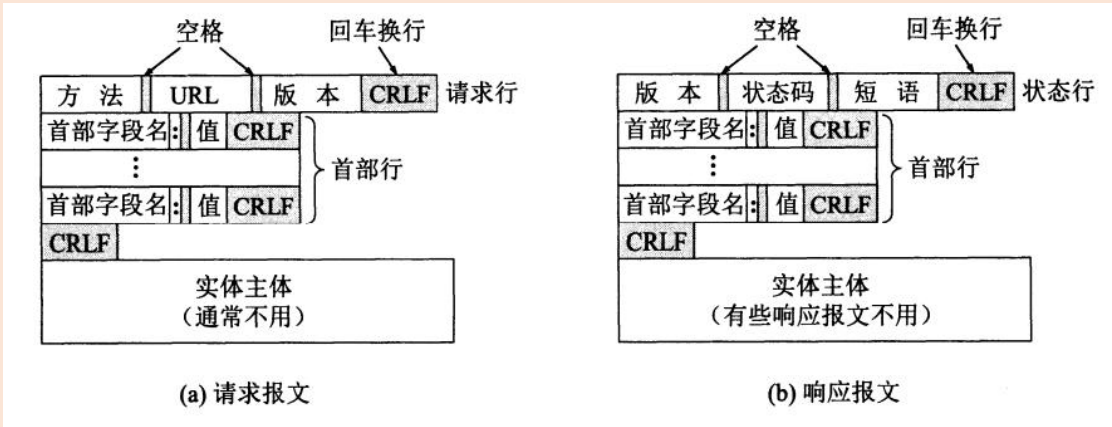 空格
回车换行
方 法 URL 版 本 CRLF 请求行
首部字段名: 值 CRLF
⋮
首部字段名: 值 CRLF
首部行
CRLF
实体主体
（通常不用）
(a) 请求报文
空格
回车换行
版 本 状态码 短 语 CRLF 状态行
首部字段名: 值 CRLF
⋮
首部字段名: 值 CRLF
首部行
CRLF
实体主体
（有些响应报文不用）
(b) 响应报文